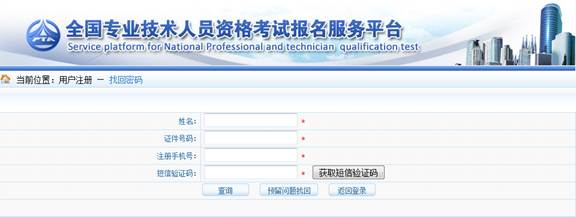 全国专业技术人员资格考试报名服务平台
Service platform for National Professional and technician qualification test
当前位置：用户注册 － 找回密码
姓名： *
证件号码： *
注册手机号： *
短信验证码： * 获取短信验证码
查询 预留问题找回 返回登录